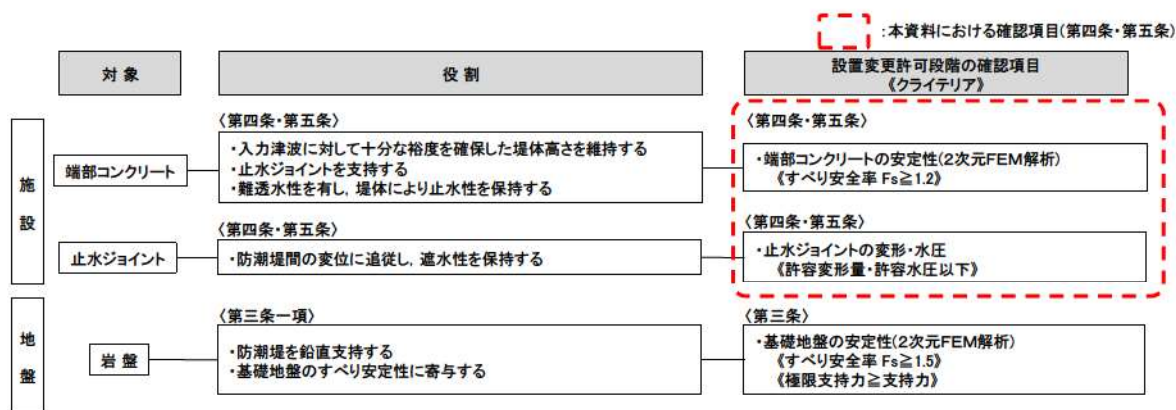 ：本資料における確認項目(第四条・第五条)
対 象
役 割
設置変更許可段階の確認項目
《クライテリア》
施設
〈第四条・第五条〉
端部コンクリート
・入力津波に対して十分な裕度を確保した堤体高さを維持する
・止水ジョイントを支持する
・難透水性を有し，堤体により止水性を保持する
〈第四条・第五条〉
・端部コンクリートの安定性(2次元FEM解析)
《すべり安全率 Fs≧1.2》
〈第四条・第五条〉
止水ジョイント
・防潮堤間の変位に追従し，遮水性を保持する
〈第四条・第五条〉
・止水ジョイントの変形・水圧
《許容変形量・許容水圧以下》
地盤
〈第三条一項〉
岩盤
・防潮堤を鉛直支持する
・基礎地盤のすべり安定性に寄与する
〈第三条〉
・基礎地盤の安定性(2次元FEM解析)
《すべり安全率 Fs≧1.5》
《極限支持力≧支持力》